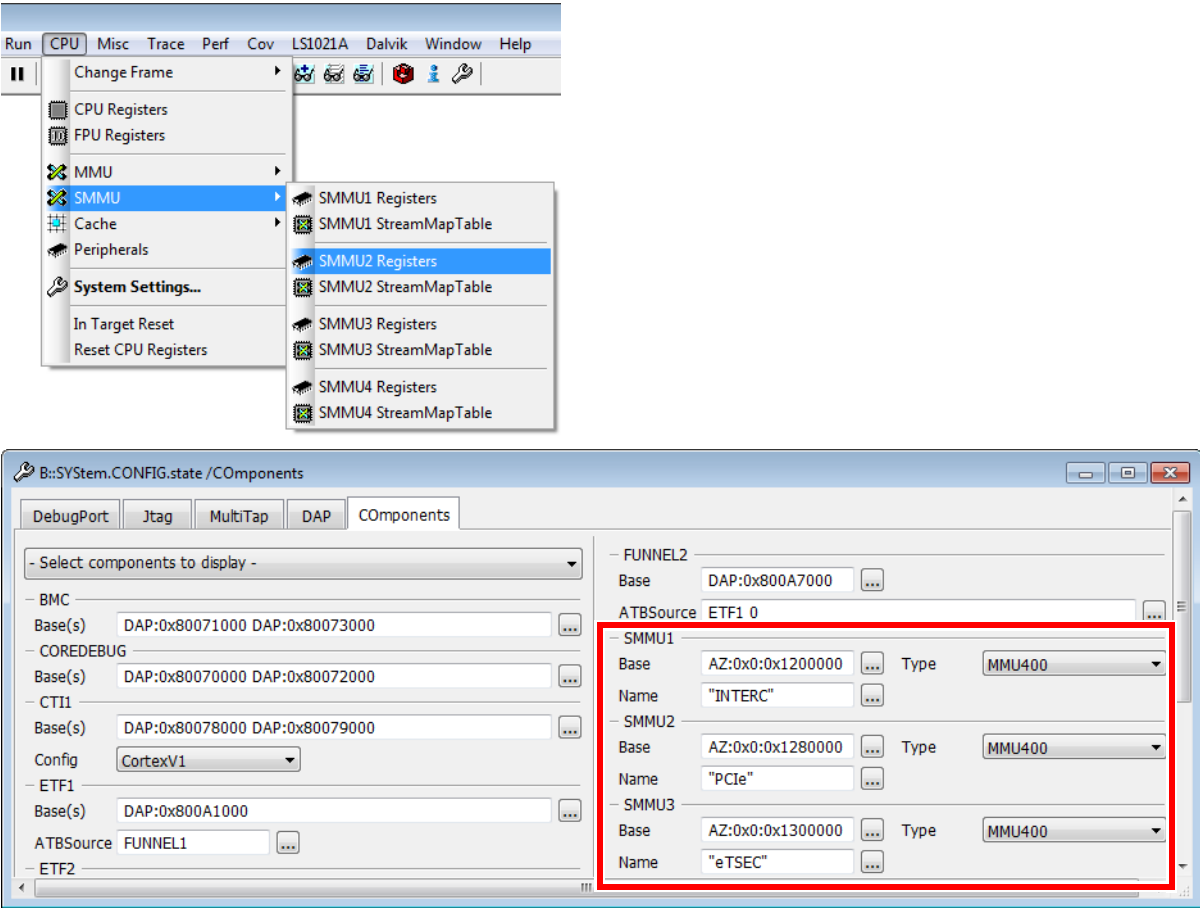 Run CPU Misc Trace Perf Cov LS1021A Dalvik Window Help
Change Frame
CPU Registers
FPU Registers
MMU
SMMU
Cache
Peripherals
System Settings...
In Target Reset
Reset CPU Registers
SMMU1 Registers
SMMU1 StreamMapTable
SMMU2 Registers
SMMU2 StreamMapTable
SMMU3 Registers
SMMU3 StreamMapTable
SMMU4 Registers
SMMU4 StreamMapTable
B::SYStem.CONFIG.state /COmponents
DebugPort Jtag MultiTap DAP COmponents
- Select components to display -
BMC
Base(s) DAP:0x80071000 DAP:0x80073000 ...
COREDEBUG
Base(s) DAP:0x80070000 DAP:0x80072000 ...
CTI1
Base(s) DAP:0x80078000 DAP:0x80079000 ...
Config CortexV1
ETF1
Base(s) DAP:0x800A1000 ...
ATBSource FUNNEL1 ...
ETF2
FUNNEL2
Base DAP:0x800A7000 ...
ATBSource ETF1 0 ...
SMMU1
Base AZ:0x0:0x1200000 ... Type MMU400
Name "INTERC" ...
SMMU2
Base AZ:0x0:0x1280000 ... Type MMU400
Name "PCIe" ...
SMMU3
Base AZ:0x0:0x1300000 ... Type MMU400
Name "eTSEC" ...